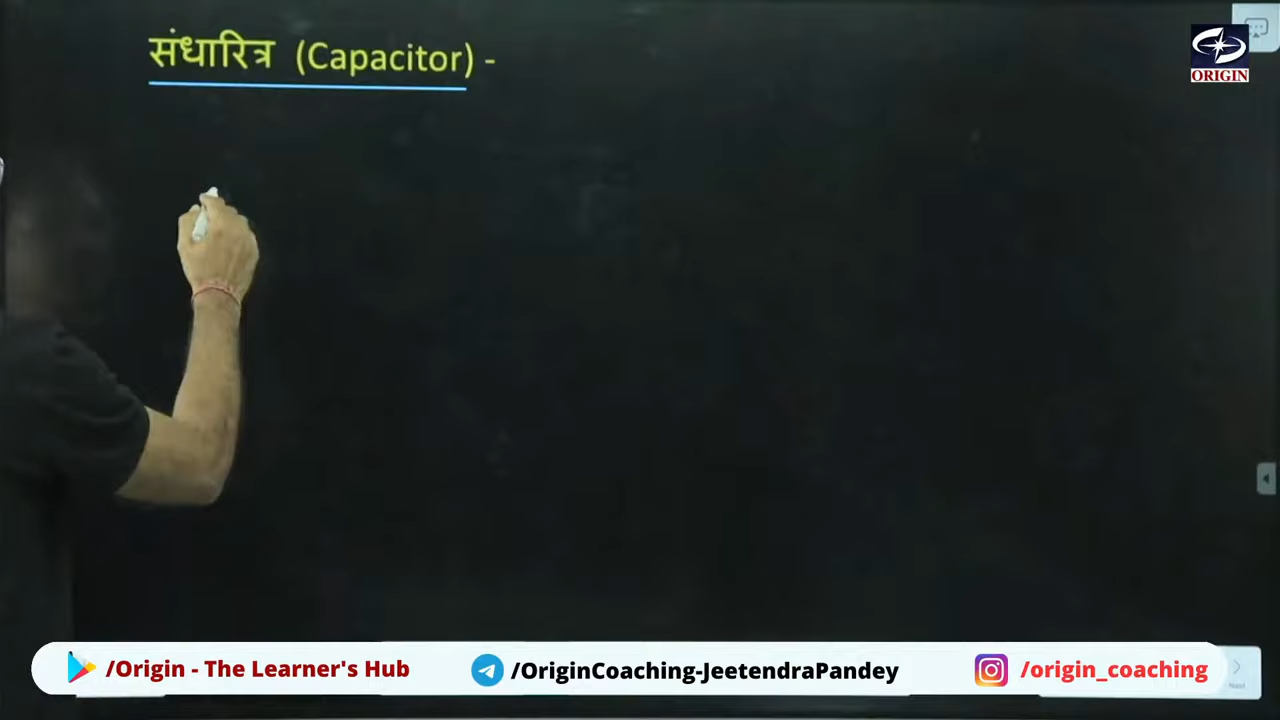 संधारित्र (Capacitor) -
ORIGIN
/Origin - The Learner's Hub
/OriginCoaching-JeetendraPandey
/origin_coaching